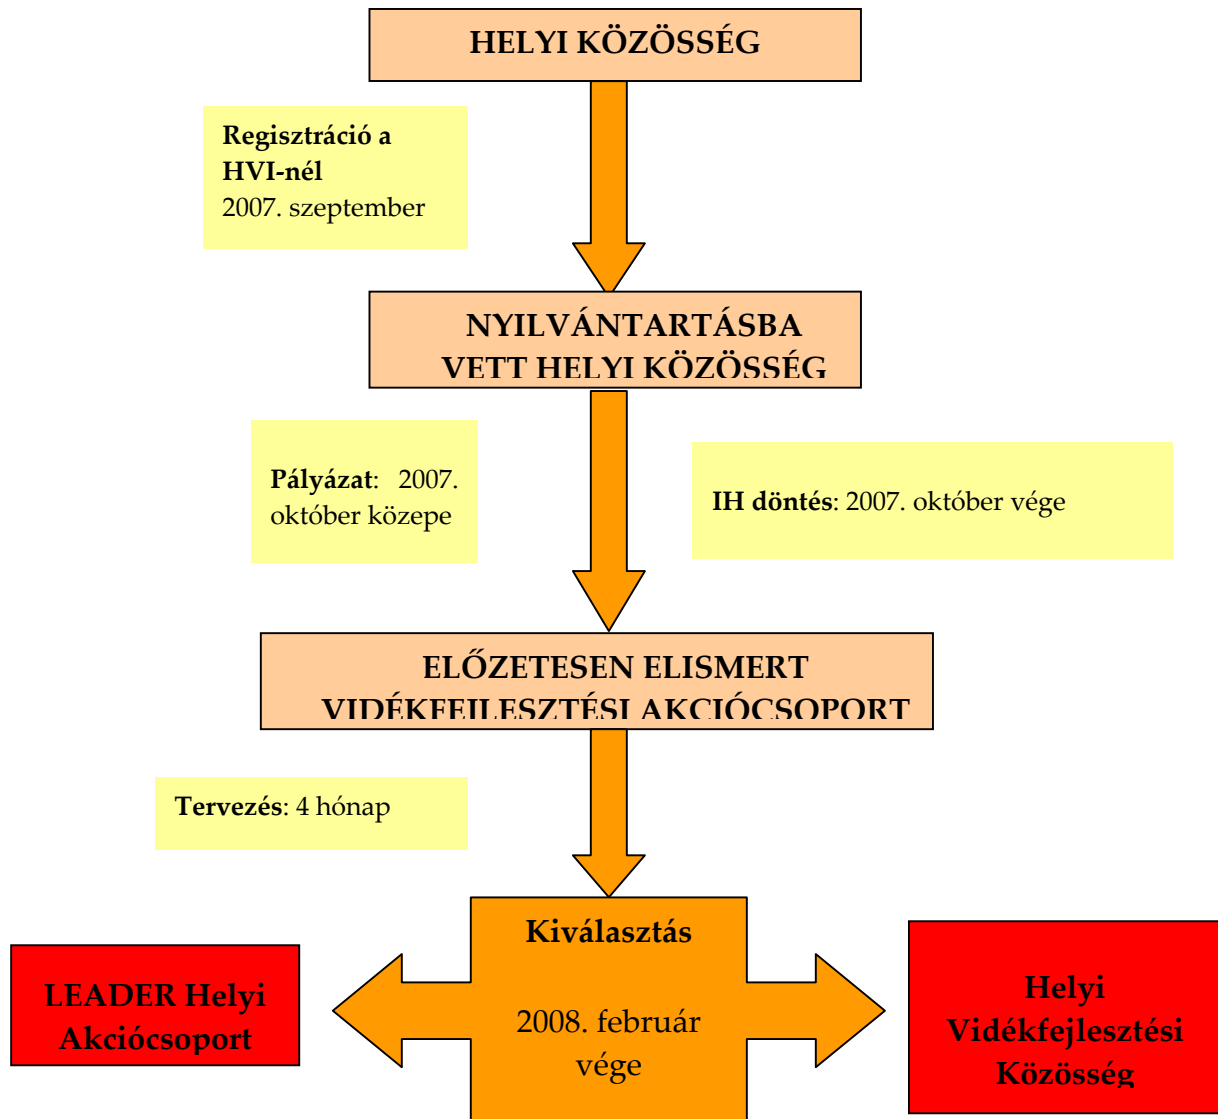 HELYI KÖZÖSSÉG
Regisztráció a
HVI-nél
2007. szeptember
NYILVÁNTARTÁSBA
VETT HELYI KÖZÖSSÉG
Pályázat: 2007.
október közepe
IH döntés: 2007. október vége
ELŐZETESEN ELISMERT
VIDÉKFEJLESZTÉSI AKCIÓCSOPORT
Tervezés: 4 hónap
Kiválasztás
2008. február
vége
LEADER Helyi
Akciócsoport
Helyi
Vidékfejlesztési
Közösség